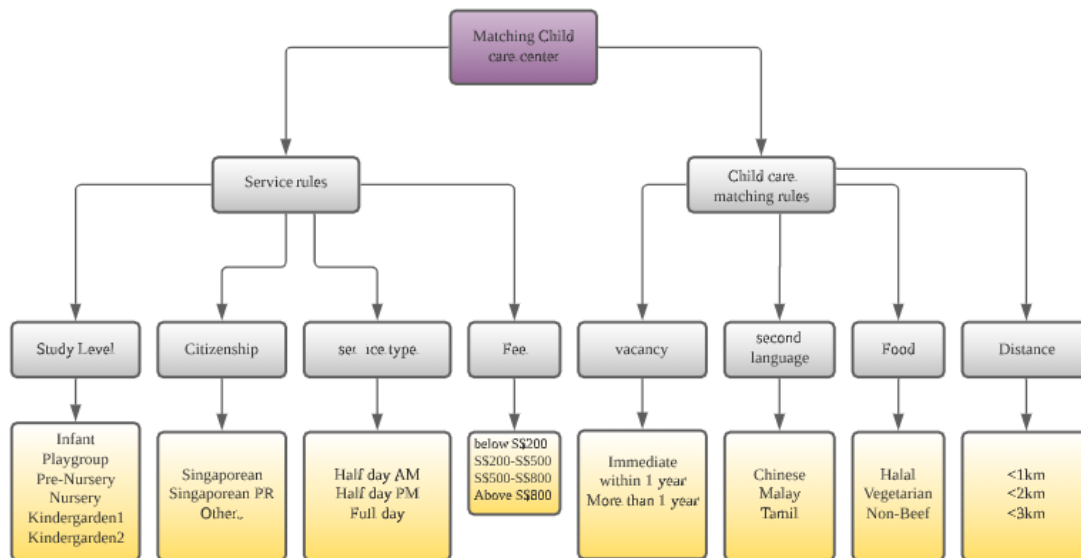 Matching Child
care center
Service rules
Child care
matching rules
Study Level
Citizenship
type
Fee
vacancy
second
language
Food
Distance
Infant
Playgroup
Pre-Nursery
Nursery
Kindergarden1
Kindergarden2
Singaporean
Singaporean PR
Other
Half day AM
Half day PM
Full day
below S$200
S$200-S$500
S$500-S$800
Above S$800
Immediate
within 1 year
More than 1 year
Chinese
Malay
Tamil
Halal
Vegetarian
Non-Beef
<1km
<2km
<3km